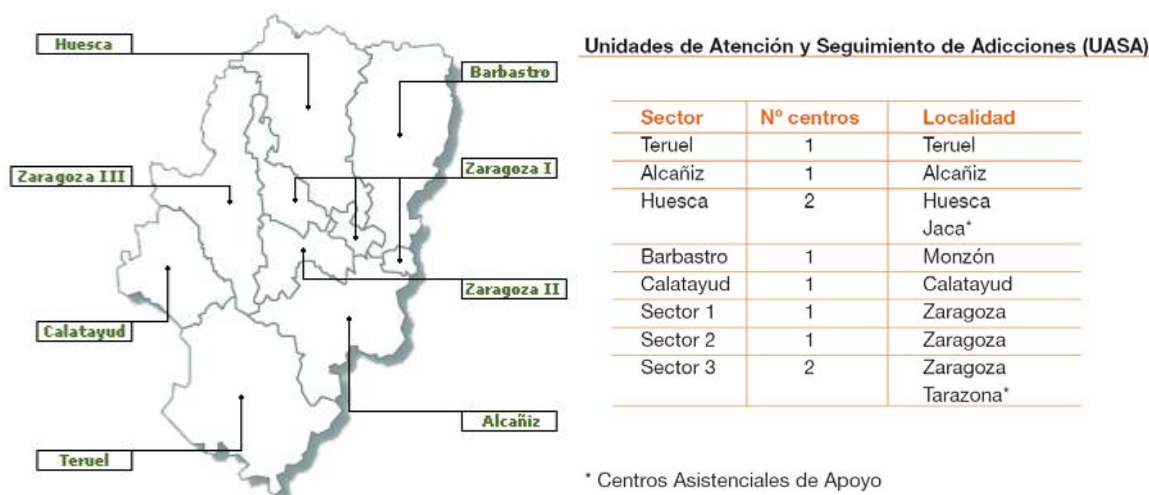 Huesca
Barbastro
Zaragoza III
Zaragoza I
Zaragoza II
Calatayud
Alcañiz
Teruel
Unidades de Atención y Seguimiento de Adicciones (UASA)
Sector Nº centros Localidad
Teruel 1 Teruel
Alcañiz 1 Alcañiz
Huesca 2 Huesca
Jaca*
Barbastro 1 Monzón
Calatayud 1 Calatayud
Sector 1 1 Zaragoza
Sector 2 1 Zaragoza
Sector 3 2 Zaragoza
Tarazona*
* Centros Asistenciales de Apoyo